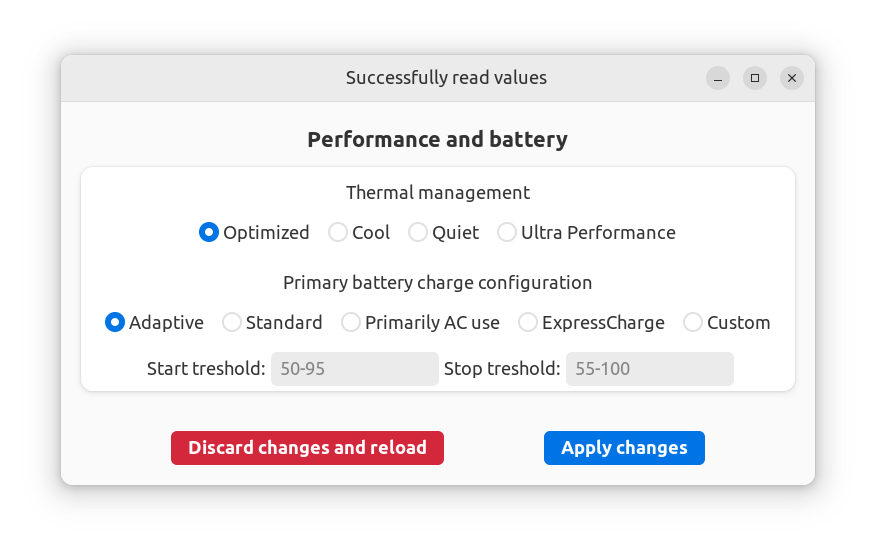 Successfully read values
Performance and battery
Thermal management
Optimized Cool Quiet Ultra Performance
Primary battery charge configuration
Adaptive Standard Primarily AC use ExpressCharge Custom
Start treshold: 50-95 Stop treshold: 55-100
Discard changes and reload Apply changes